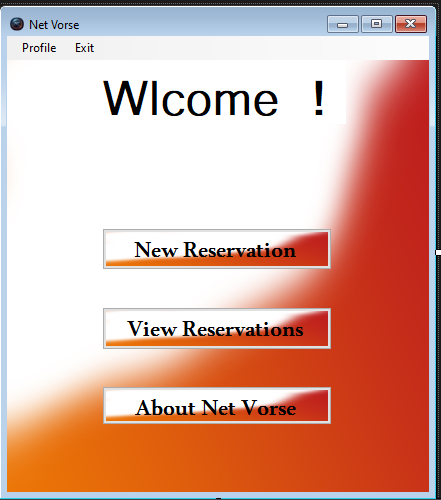 Net Vorse
Profile Exit
Wlcome !
New Reservation
View Reservations
About Net Vorse